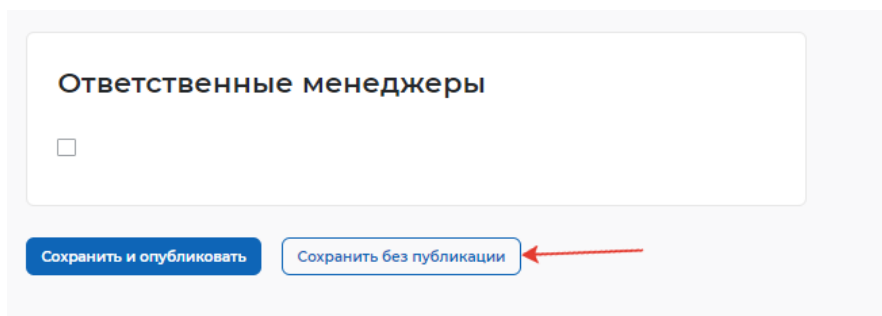 Ответственные менеджеры
Сохранить и опубликовать
Сохранить без публикации